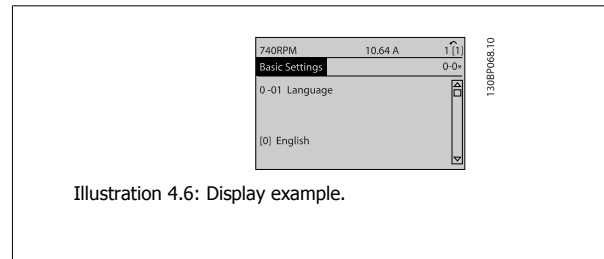 740RPM 10.64 A 1 [1]
Basic Settings 0-0*
0 -01 Language
[0] English
130BP068.10
Illustration 4.6: Display example.